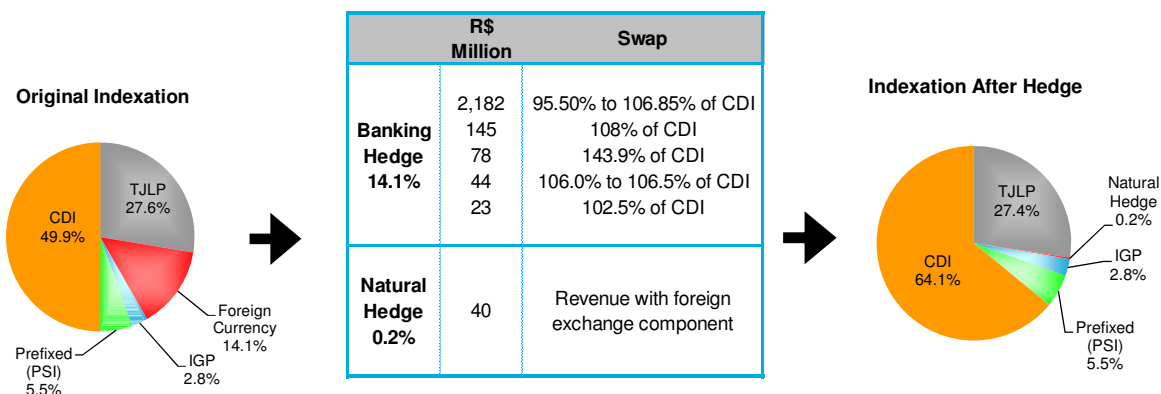 Original Indexation
TJLP
27.6%
CDI
49.9%
Foreign
Currency
14.1%
IGP
2.8%
Prefixed
(PSI)
5.5%
R$
Million
Swap
Banking
Hedge
14.1%
2,182
95.50% to 106.85% of CDI
145
108% of CDI
78
143.9% of CDI
44
106.0% to 106.5% of CDI
23
102.5% of CDI
Natural
Hedge
0.2%
40
Revenue with foreign
exchange component
Indexation After Hedge
TJLP
27.4%
Natural
Hedge
0.2%
IGP
2.8%
CDI
64.1%
Prefixed
(PSI)
5.5%